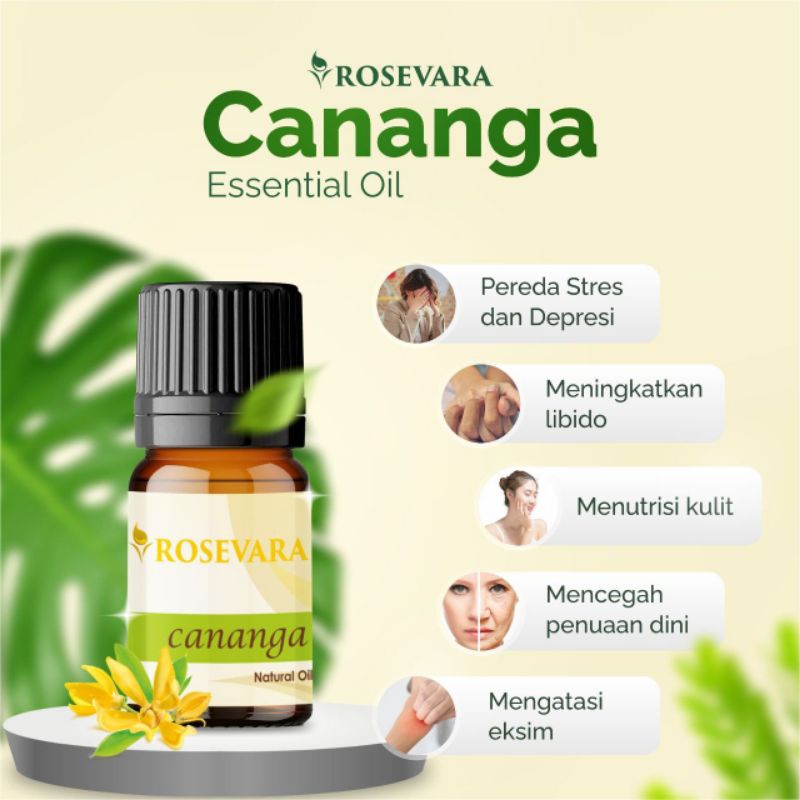 ROSEVARA
Cananga
Essential Oil
Pereda Stres
dan Depresi
Meningkatkan
libido
Menutrisi kulit
Mencegah
penuaan dini
Mengatasi
eksim
ROSEVARA
cananga
Natural Oil